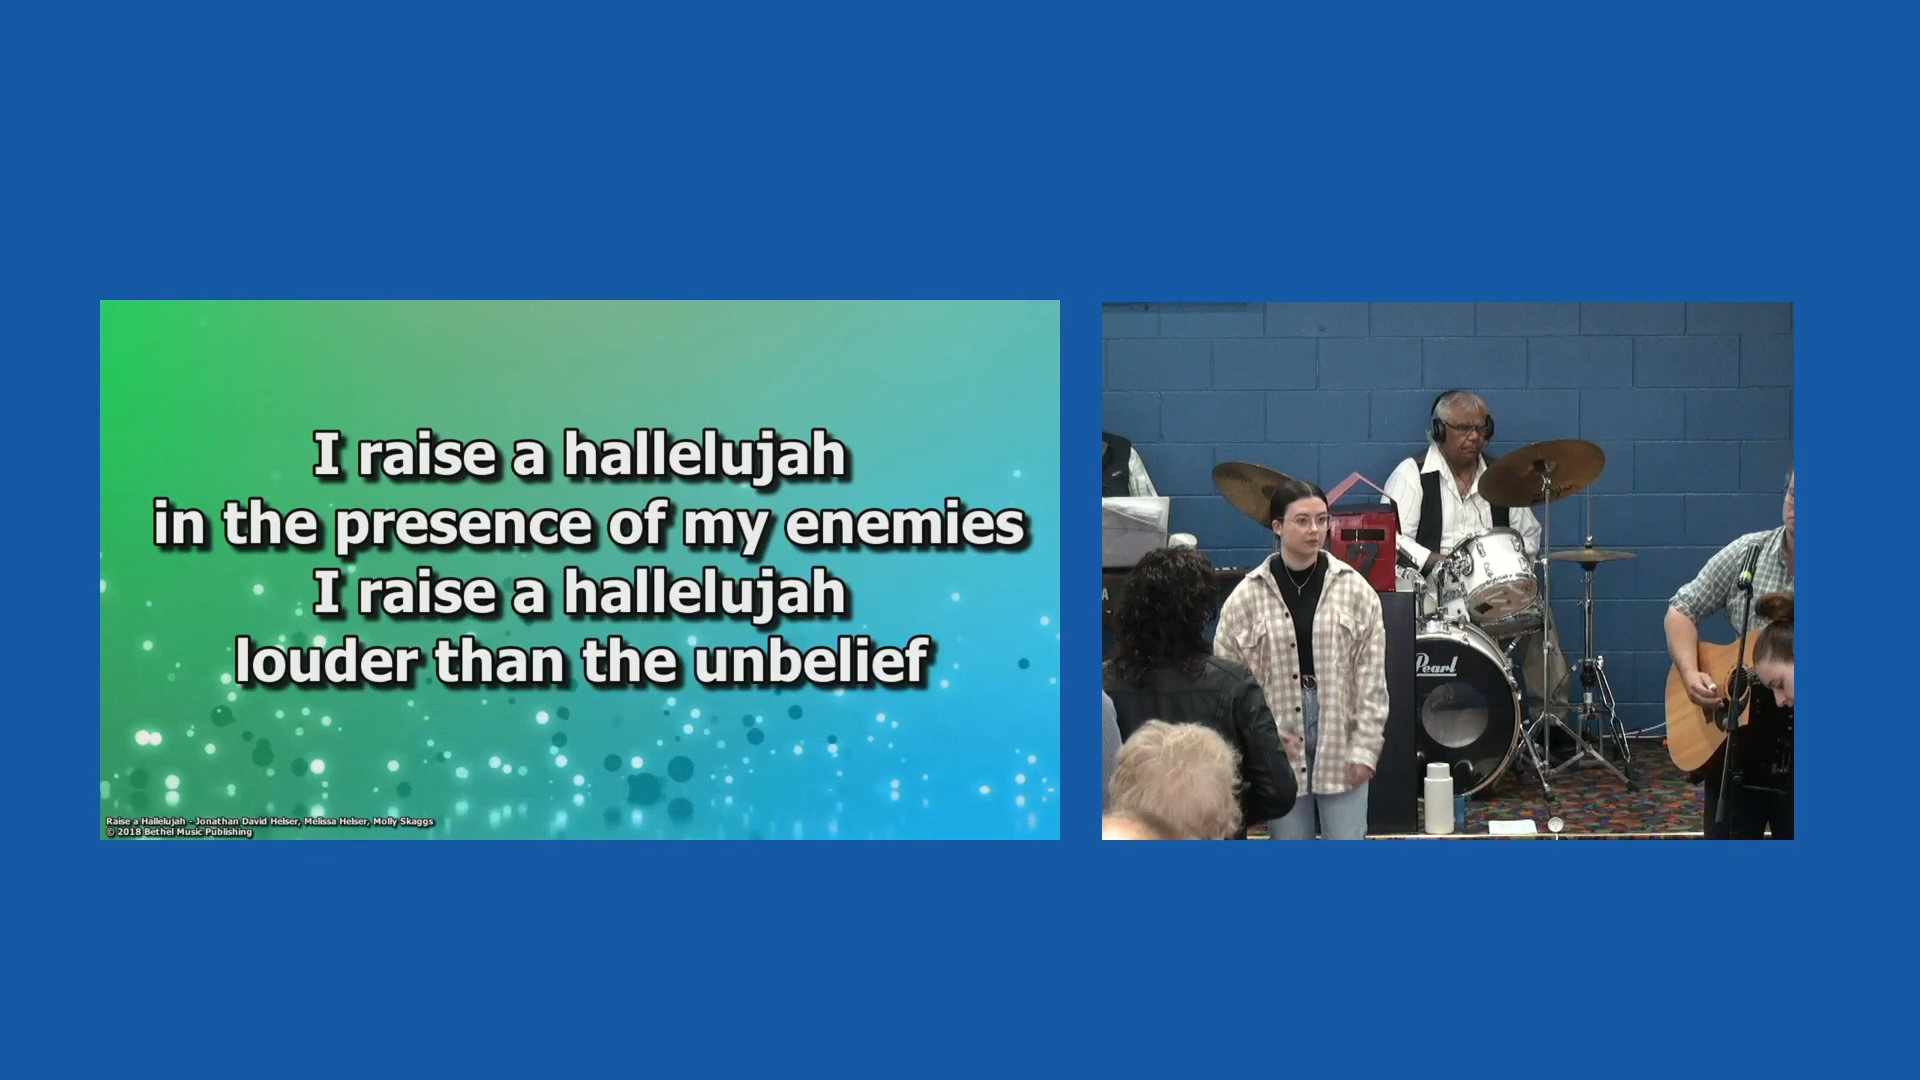 I raise a hallelujah
in the presence of my enemies
I raise a hallelujah
louder than the unbelief
Raise a Hallelujah - Jonathan David Helser, Melissa Helser, Molly Skaggs
© 2018 Bethel Music Publishing
7
Pearl